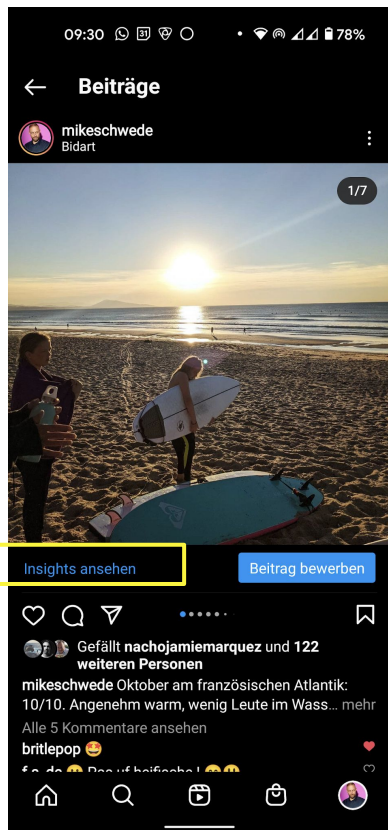 09:30 31 78%
Beiträge
mikeschwede
Bidart
1/7
Insights ansehen
Beitrag bewerben
Gefällt nachojamiemarquez und 122
weiteren Personen
mikeschwede Oktober am französischen Atlantik:
10/10. Angenehm warm, wenig Leute im Wass... mehr
Alle 5 Kommentare ansehen
britlepop 🤩